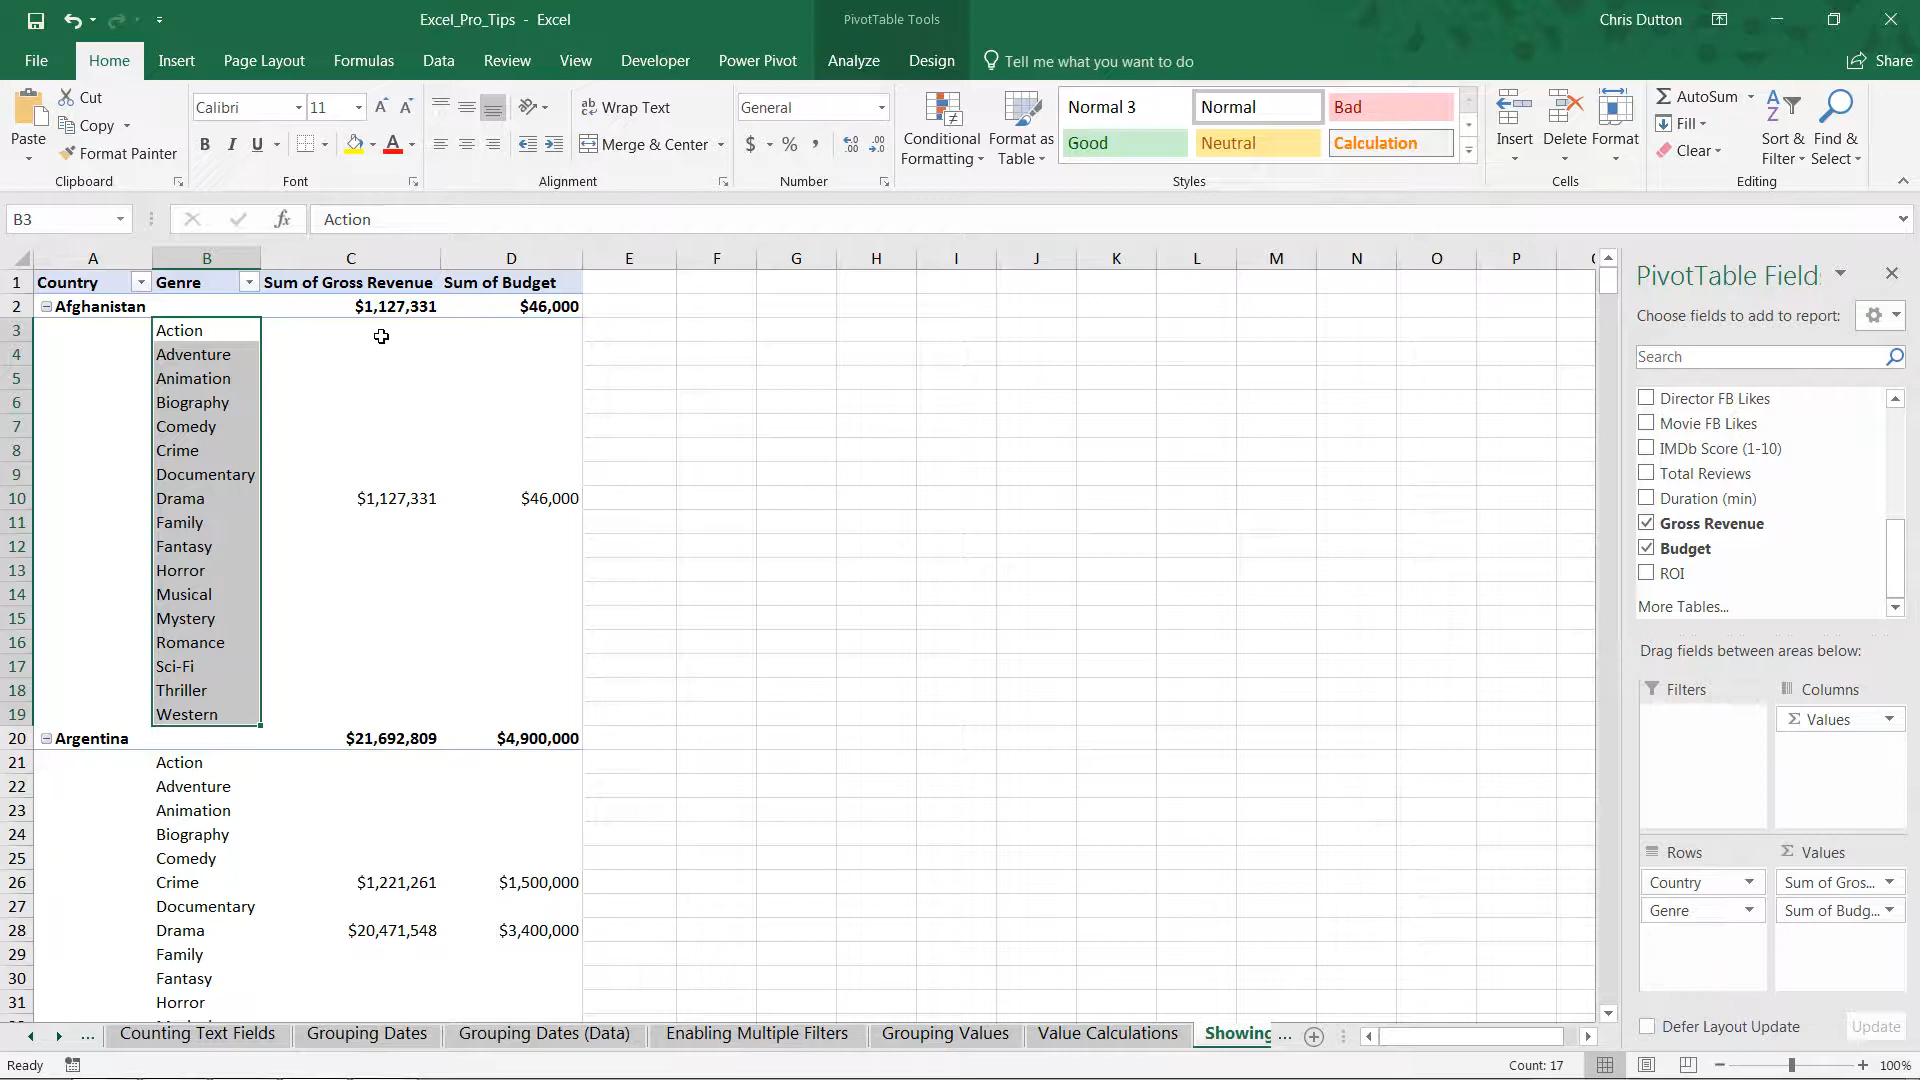 Excel_Pro_Tips - Excel
PivotTable Tools
Chris Dutton
File Home Insert Page Layout Formulas Data Review View Developer Power Pivot Analyze Design Tell me what you want to do Share
Paste
Cut
Copy
Format Painter
Clipboard
Calibri 11
B I U
Font
Wrap Text
Merge & Center
Alignment
General
$ % ,
Number
Conditional Formatting
Format as Table
Normal 3 Normal Bad
Good Neutral Calculation
Styles
Insert Delete Format
Cells
AutoSum
Fill
Clear
Sort & Filter
Find & Select
Editing
B3 fx Action
A B C D E F G H I J K L M N O P
1 Country Genre Sum of Gross Revenue Sum of Budget
2 Afghanistan $1,127,331 $46,000
3 Action
4 Adventure
5 Animation
6 Biography
7 Comedy
8 Crime
9 Documentary
10 Drama $1,127,331 $46,000
11 Family
12 Fantasy
13 Horror
14 Musical
15 Mystery
16 Romance
17 Sci-Fi
18 Thriller
19 Western
20 Argentina $21,692,809 $4,900,000
21 Action
22 Adventure
23 Animation
24 Biography
25 Comedy
26 Crime $1,221,261 $1,500,000
27 Documentary
28 Drama $20,471,548 $3,400,000
29 Family
30 Fantasy
31 Horror
PivotTable Field
Choose fields to add to report:
Search
Director FB Likes
Movie FB Likes
IMDb Score (1-10)
Total Reviews
Duration (min)
Gross Revenue
Budget
ROI
More Tables...
Drag fields between areas below:
Filters
Columns
Σ Values
Rows
Country
Genre
Σ Values
Sum of Gros...
Sum of Budg...
Defer Layout Update Update
... Counting Text Fields Grouping Dates Grouping Dates (Data) Enabling Multiple Filters Grouping Values Value Calculations Showing ...
Ready Count: 17 100%